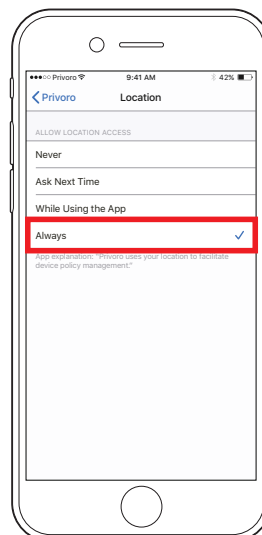 Privoro 9:41 AM 42%
Privoro Location
ALLOW LOCATION ACCESS
Never
Ask Next Time
While Using the App
Always
App explanation: "Privoro uses your location to facilitate
device policy management."